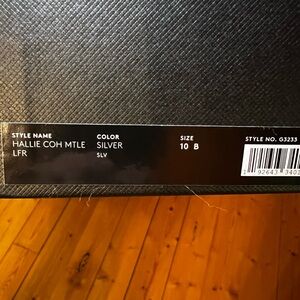 STYLE NAME
HALLIE COH MTLE
LFR
COLOR
SILVER
SLV
SIZE
10 B
STYLE NO. G3233